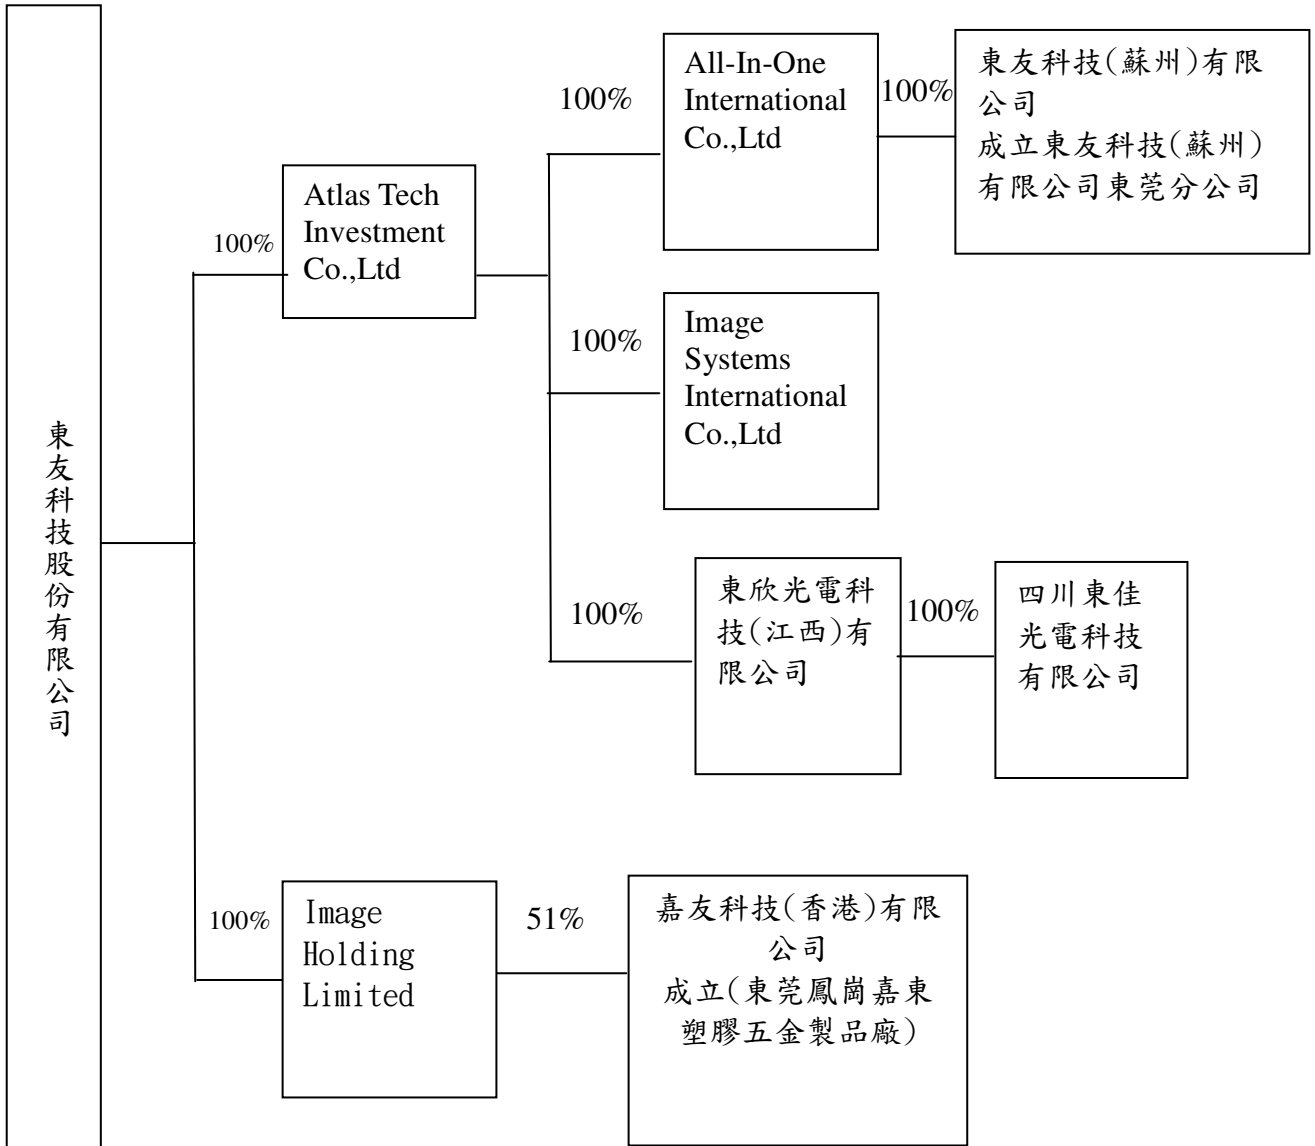 東友科技股份有限公司
100%
Atlas Tech
Investment
Co.,Ltd
100%
All-In-One
International
Co.,Ltd
100%
東友科技(蘇州)有限
公司
成立東友科技(蘇州)
有限公司東莞分公司
100%
Image
Systems
International
Co.,Ltd
100%
東欣光電科
技(江西)有
限公司
100%
四川東佳
光電科技
有限公司
100%
Image
Holding
Limited
51%
嘉友科技(香港)有限
公司
成立(東莞鳳崗嘉東
塑膠五金製品廠)